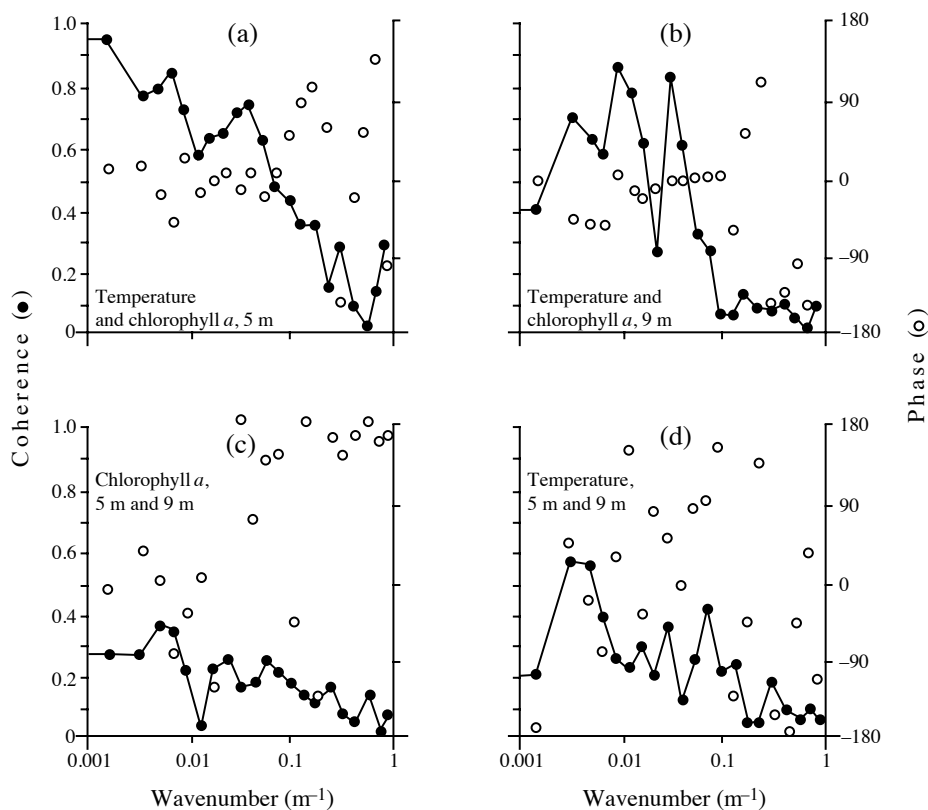 (a)
(b)
1.0
0.8
0.6
0.4
0.2
0
180
90
0
–90
–180
Temperature
and chlorophyll a, 5 m
Temperature and
chlorophyll a, 9 m
Coherence (●)
Phase (○)
(c)
(d)
1.0
0.8
0.6
0.4
0.2
0
180
90
0
–90
–180
Chlorophyll a,
5 m and 9 m
Temperature,
5 m and 9 m
0.001
0.01
0.1
1
0.001
0.01
0.1
1
Wavenumber (m⁻¹)
Wavenumber (m⁻¹)